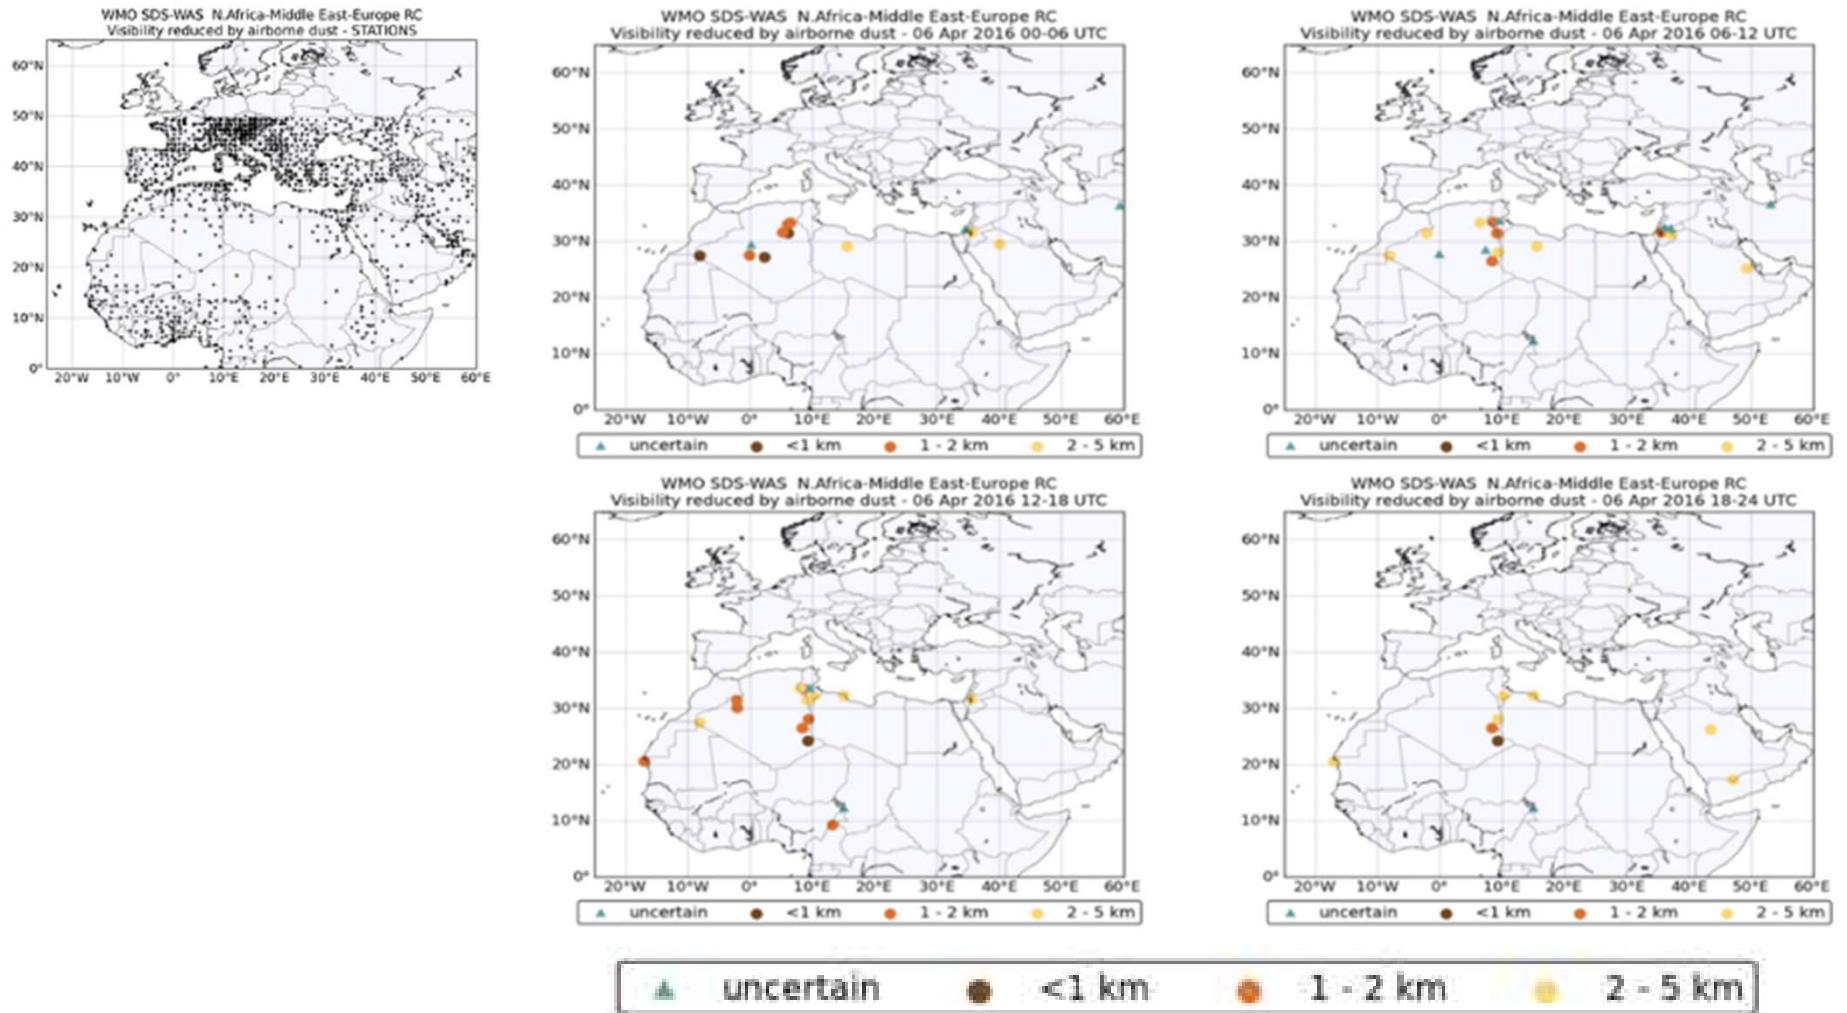 WMO SDS-WAS N.Africa-Middle East-Europe RC
Visibility reduced by airborne dust - STATIONS
60°N
50°N
40°N
30°N
20°N
10°N
0°
20°W 10°W 0° 10°E 20°E 30°E 40°E 50°E 60°E
WMO SDS-WAS N.Africa-Middle East-Europe RC
Visibility reduced by airborne dust - 06 Apr 2016 00-06 UTC
60°N
50°N
40°N
30°N
20°N
10°N
0°
20°W 10°W 0° 10°E 20°E 30°E 40°E 50°E 60°E
uncertain <1 km 1 - 2 km 2 - 5 km
WMO SDS-WAS N.Africa-Middle East-Europe RC
Visibility reduced by airborne dust - 06 Apr 2016 06-12 UTC
60°N
50°N
40°N
30°N
20°N
10°N
0°
20°W 10°W 0° 10°E 20°E 30°E 40°E 50°E 60°E
uncertain <1 km 1 - 2 km 2 - 5 km
WMO SDS-WAS N.Africa-Middle East-Europe RC
Visibility reduced by airborne dust - 06 Apr 2016 12-18 UTC
60°N
50°N
40°N
30°N
20°N
10°N
0°
20°W 10°W 0° 10°E 20°E 30°E 40°E 50°E 60°E
uncertain <1 km 1 - 2 km 2 - 5 km
WMO SDS-WAS N.Africa-Middle East-Europe RC
Visibility reduced by airborne dust - 06 Apr 2016 18-24 UTC
60°N
50°N
40°N
30°N
20°N
10°N
0°
20°W 10°W 0° 10°E 20°E 30°E 40°E 50°E 60°E
uncertain <1 km 1 - 2 km 2 - 5 km
uncertain <1 km 1 - 2 km 2 - 5 km